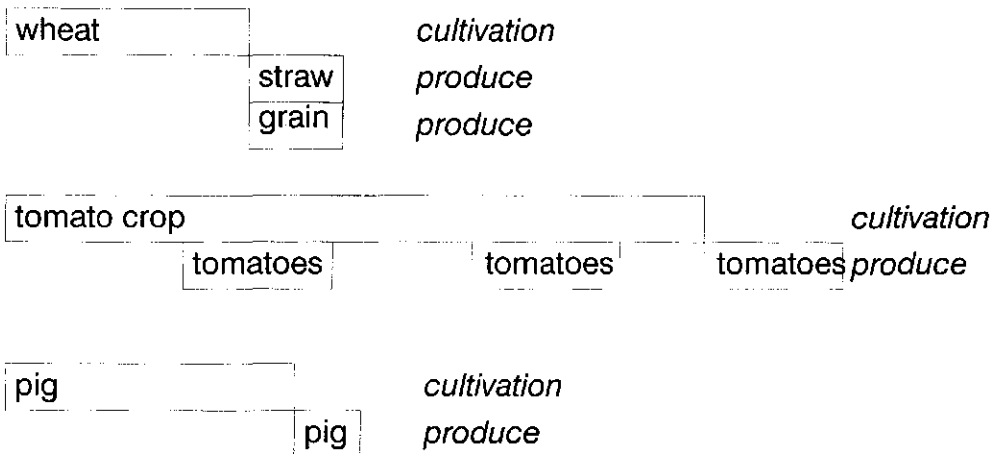 wheat cultivation
straw produce
grain produce
tomato crop cultivation
tomatoes tomatoes tomatoes produce
pig cultivation
pig produce